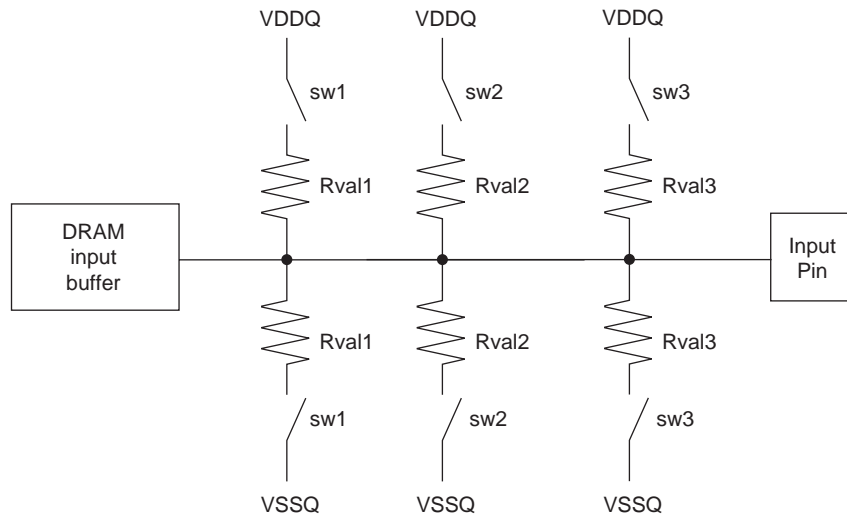 VDDQ
VDDQ
VDDQ
sw1
sw2
sw3
Rval1
Rval2
Rval3
DRAM
input
buffer
Input
Pin
Rval1
Rval2
Rval3
sw1
sw2
sw3
VSSQ
VSSQ
VSSQ